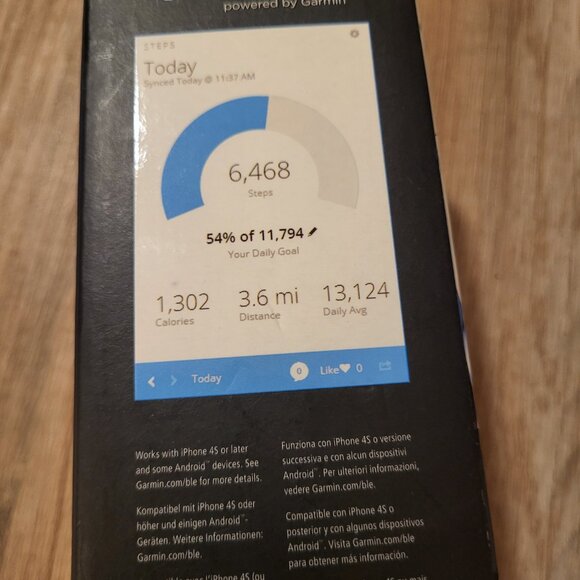 powered by Garmin
STEPS
Today
Synced Today @ 11:37 AM
6,468
Steps
54% of 11,794
Your Daily Goal
1,302
Calories
3.6 mi
Distance
13,124
Daily Avg
Today
0
Like
0
Works with iPhone 4S or later
and some Android™ devices. See
Garmin.com/ble for more details.
Kompatibel mit iPhone 4S oder
höher und einigen Android™-
Geräten. Weitere Informationen:
Garmin.com/ble.
Funziona con iPhone 4S o versione
successiva e con alcun dispositivi
Android™. Per ulteriori informazioni,
vedere Garmin.com/ble.
Compatible con iPhone 4S o
posterior y con algunos dispositivos
Android™. Visita Garmin.com/ble
para obtener más información.
l'iPhone 4S (ou